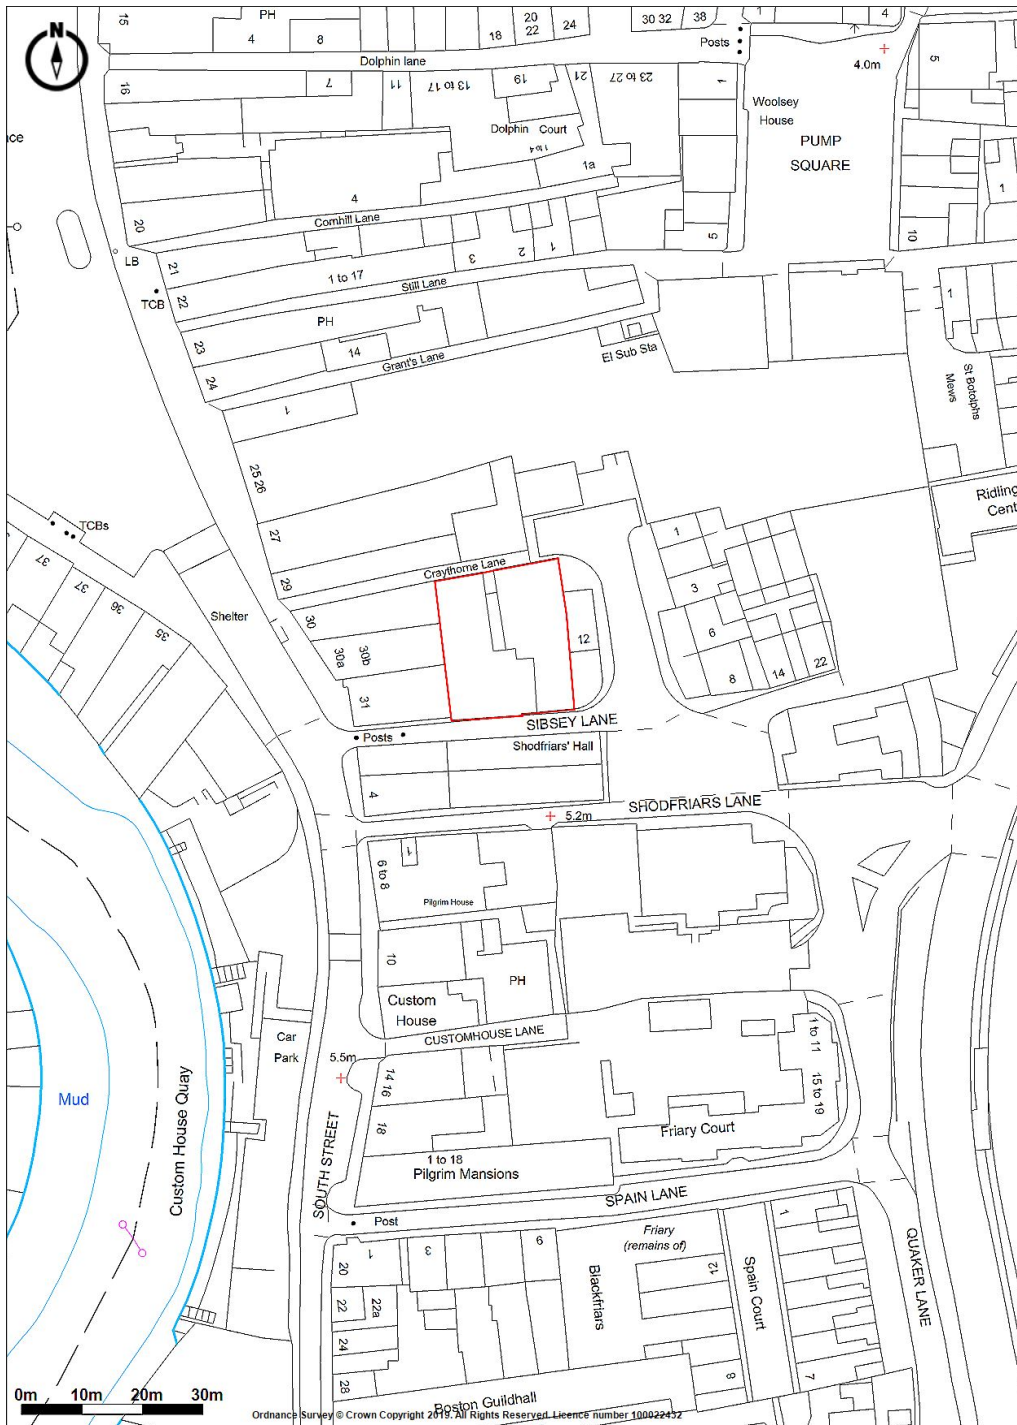 N
15
PH
4
8
18
20
22
24
30 32
38
Posts
1
4
4.0m
5
Dolphin lane
16
7
11
13 to 17
19
21
23 to 27
1
Woolsey
House
PUMP
SQUARE
Dolphin Court
1 to 4
1a
4
1
20
Cornhill Lane
5
10
LB
21
TCB
22
1 to 17
3
2
1
Still Lane
1
PH
23
14
24
Grant's Lane
El Sub Sta
St Botolphs
Mews
1
25 26
TCBs
27
1
Ridling
Cent
37
37
36
35
29
Craythorne Lane
3
Shelter
30
30a
30b
12
6
8
14
22
31
SIBSEY LANE
Posts
Shodfriars' Hall
4
SHODFRIARS LANE
5.2m
1
6 to 8
Pilgrim House
10
PH
Custom
House
CUSTOMHOUSE LANE
Car
Park
5.5m
14 16
1 to 11
15 to 19
Mud
Custom House Quay
18
Friary Court
SOUTH STREET
1 to 18
Pilgrim Mansions
SPAIN LANE
Post
Friary
(remains of)
QUAKER LANE
20
1
3
9
12
1
22
22a
Blackfriars
Spain Court
24
28
8
7
0m 10m 20m 30m
Boston Guildhall
Ordnance Survey © Crown Copyright 2019. All Rights Reserved. Licence number 100022432